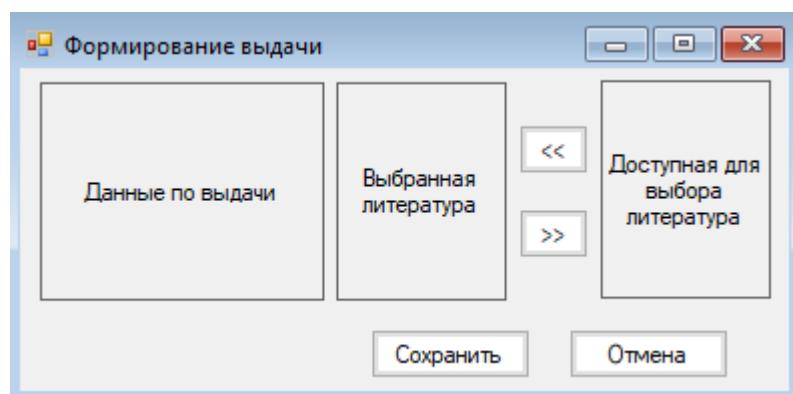 Формирование выдачи
Данные по выдачи
Выбранная
литература
<<
>>
Доступная для
выбора
литература
Сохранить
Отмена